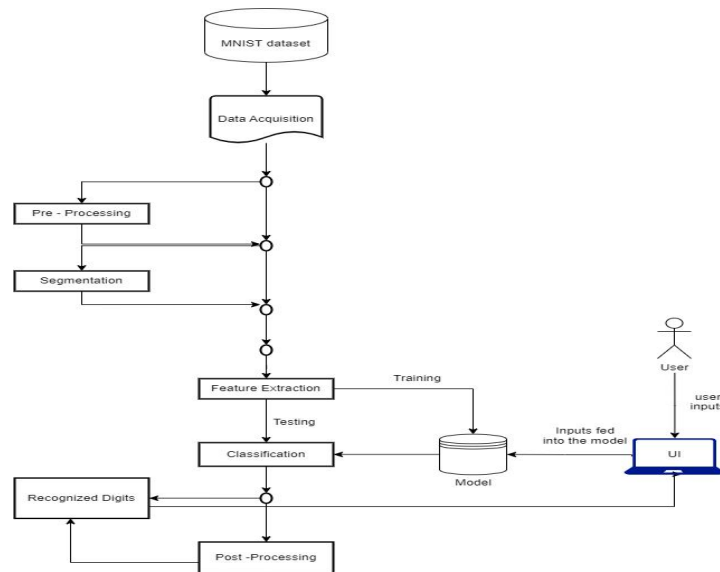 MNIST dataset
Data Acquisition
Pre - Processing
Segmentation
User
Feature Extraction
Training
user
inputs
Testing
Inputs fed
into the model
Classification
UI
Model
Recognized Digits
Post -Processing